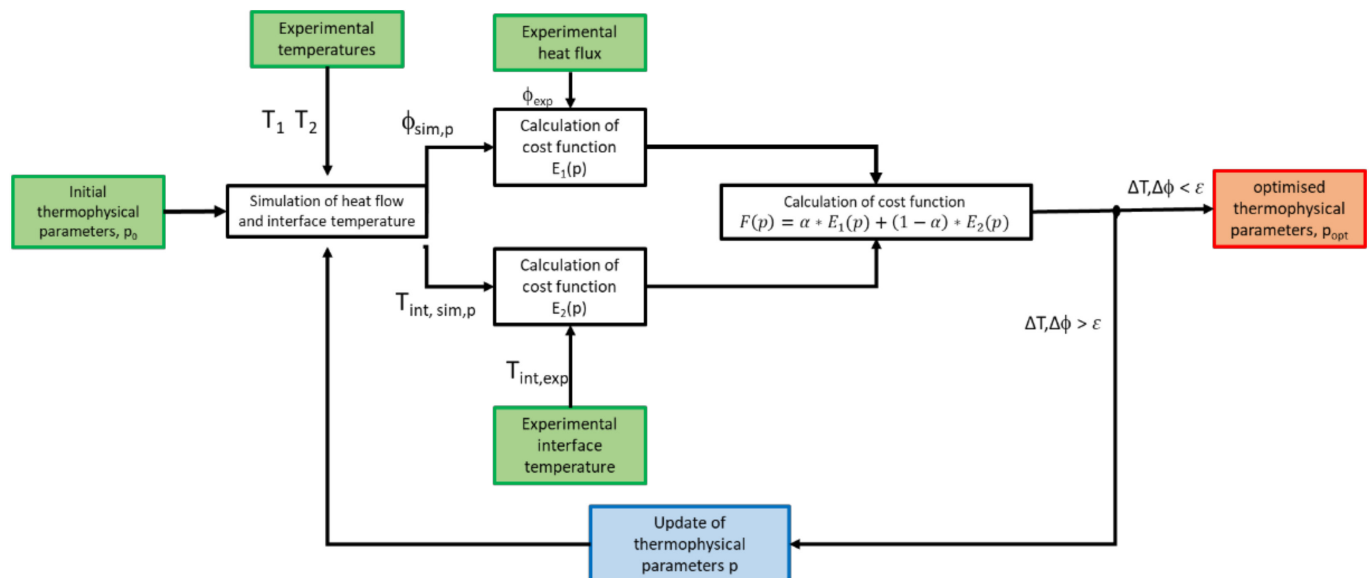 Experimental
temperatures
Experimental
heat flux
T₁ T₂
ϕsim,p
ϕexp
Calculation of
cost function
E₁(p)
Initial
thermophysical
parameters, p₀
Simulation of heat flow
and interface temperature
Calculation of cost function
F(p) = α ∗ E₁(p) + (1 − α) ∗ E₂(p)
ΔT,Δϕ < ε
optimised
thermophysical
parameters, popt
Calculation of
cost function
E₂(p)
Tint, sim,p
ΔT,Δϕ > ε
Tint,exp
Experimental
interface
temperature
Update of
thermophysical
parameters p